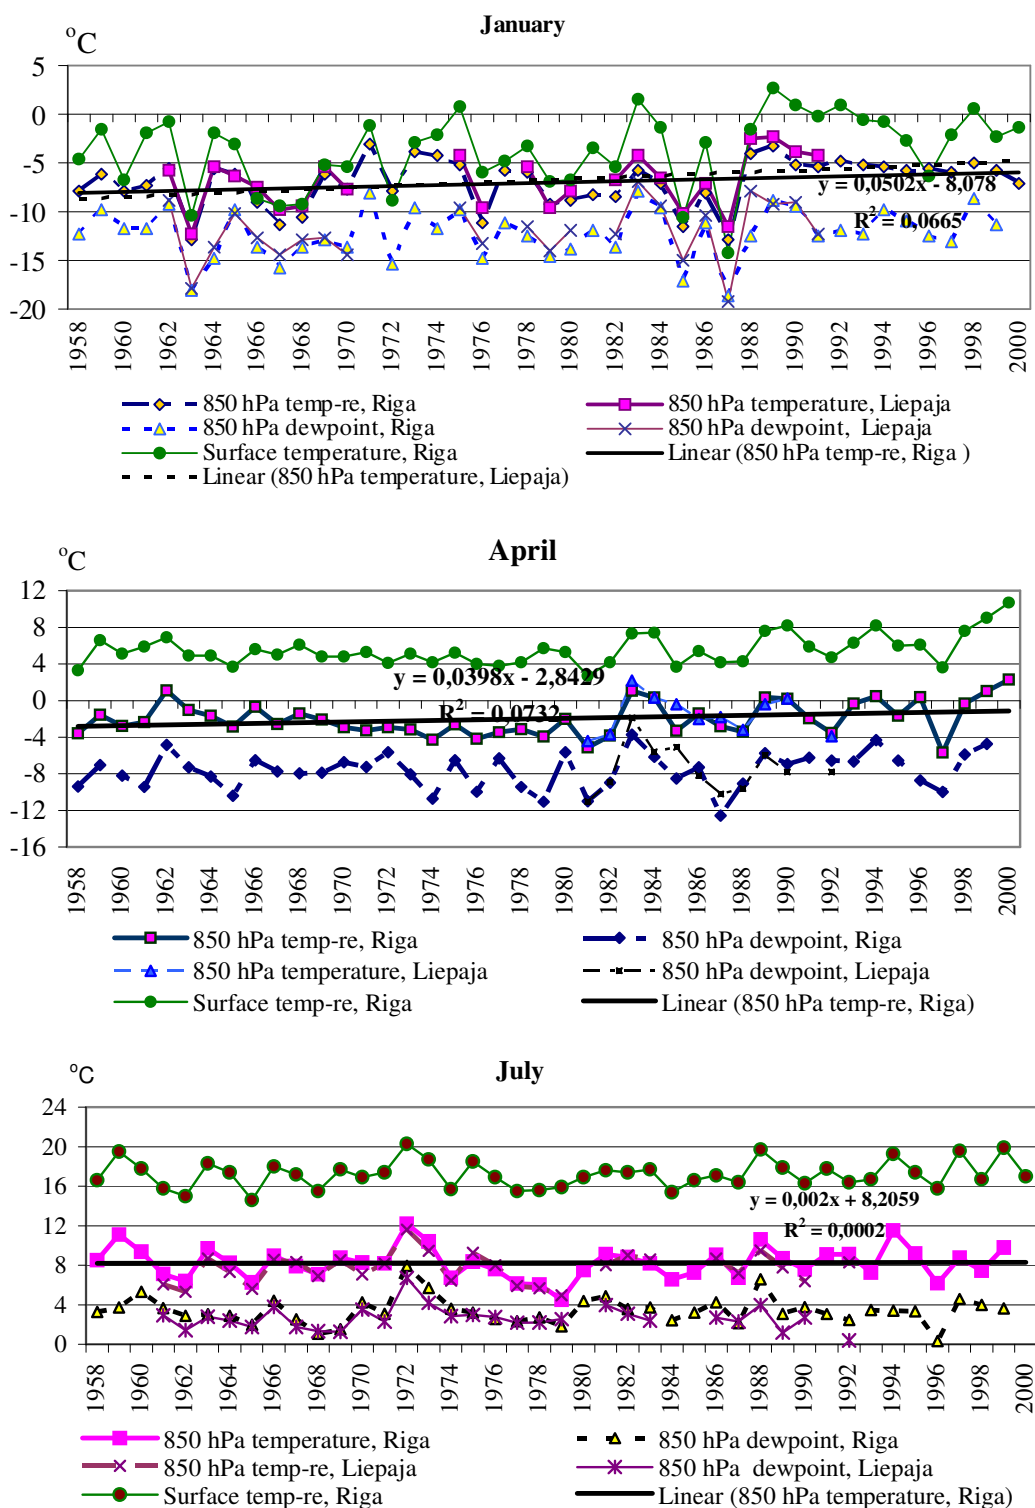 January
°C
5
0
-5
-10
-15
-20
y = 0,0502x - 8,078
R² = 0,0665
1958 1960 1962 1964 1966 1968 1970 1972 1974 1976 1978 1980 1982 1984 1986 1988 1990 1992 1994 1996 1998 2000
850 hPa temp-re, Riga 850 hPa temperature, Liepaja
850 hPa dewpoint, Riga 850 hPa dewpoint, Liepaja
Surface temperature, Riga Linear (850 hPa temp-re, Riga )
Linear (850 hPa temperature, Liepaja)
April
°C
12
8
4
0
-4
-8
-12
-16
y = 0,0398x - 2,8429
R² = 0,0732
1958 1960 1962 1964 1966 1968 1970 1972 1974 1976 1978 1980 1982 1984 1986 1988 1990 1992 1994 1996 1998 2000
850 hPa temp-re, Riga 850 hPa dewpoint, Riga
850 hPa temperature, Liepaja 850 hPa dewpoint, Liepaja
Surface temp-re, Riga Linear (850 hPa temp-re, Riga)
July
°C
24
20
16
12
8
4
0
y = 0,002x + 8,2059
R² = 0,0002
1958 1960 1962 1964 1966 1968 1970 1972 1974 1976 1978 1980 1982 1984 1986 1988 1990 1992 1994 1996 1998 2000
850 hPa temperature, Riga 850 hPa dewpoint, Riga
850 hPa temp-re, Liepaja 850 hPa dewpoint, Liepaja
Surface temp-re, Riga Linear (850 hPa temperature, Riga)